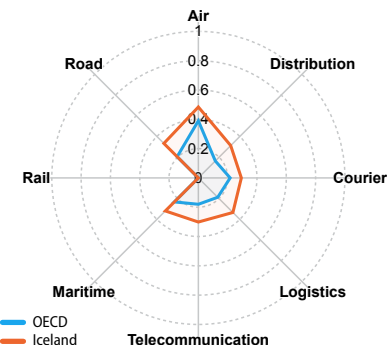 Air
1
Road
Distribution
0.8
0.6
0.4
0.2
Rail
0
Courier
Maritime
Logistics
OECD
Iceland
Telecommunication